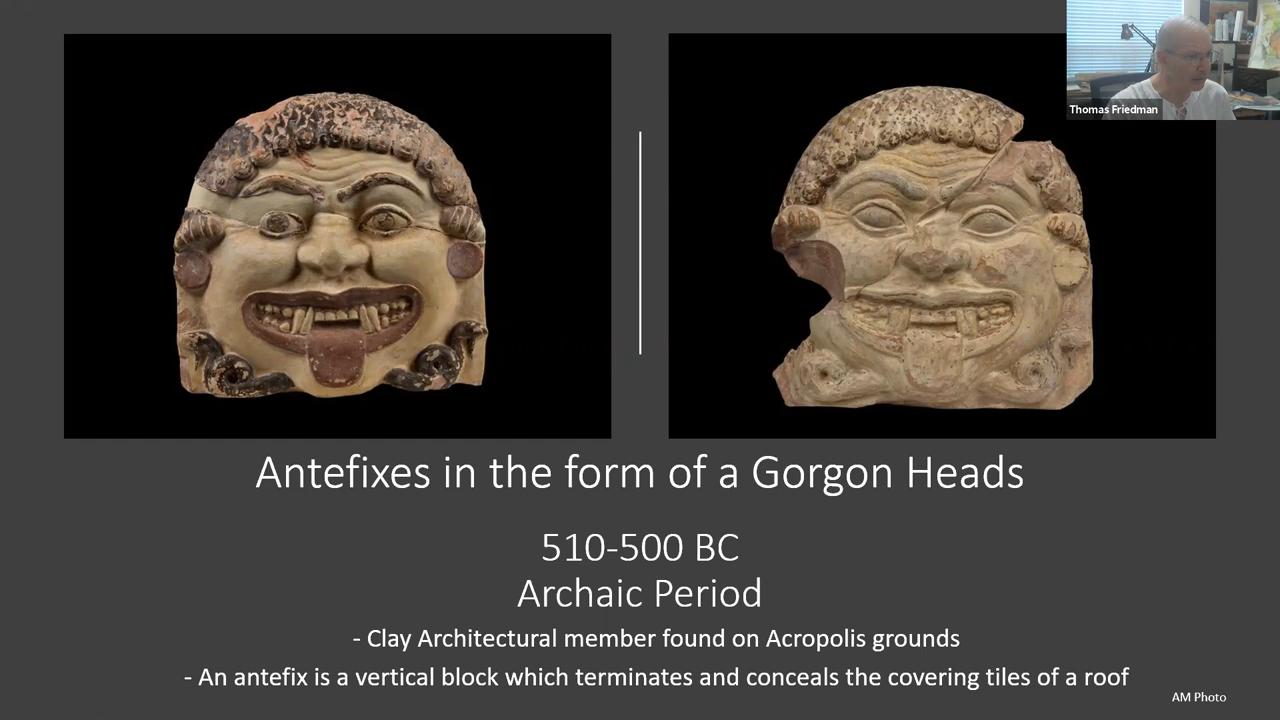 Thomas Friedman
Antefixes in the form of a Gorgon Heads
510-500 BC
Archaic Period
- Clay Architectural member found on Acropolis grounds
- An antefix is a vertical block which terminates and conceals the covering tiles of a roof
AM Photo